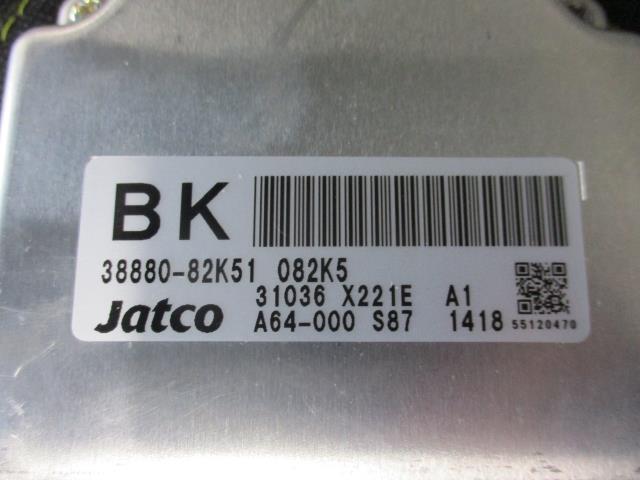 BK
38880-82K51 082K5
31036 X221E A1
Jatco A64-000 S87 1418 55120470